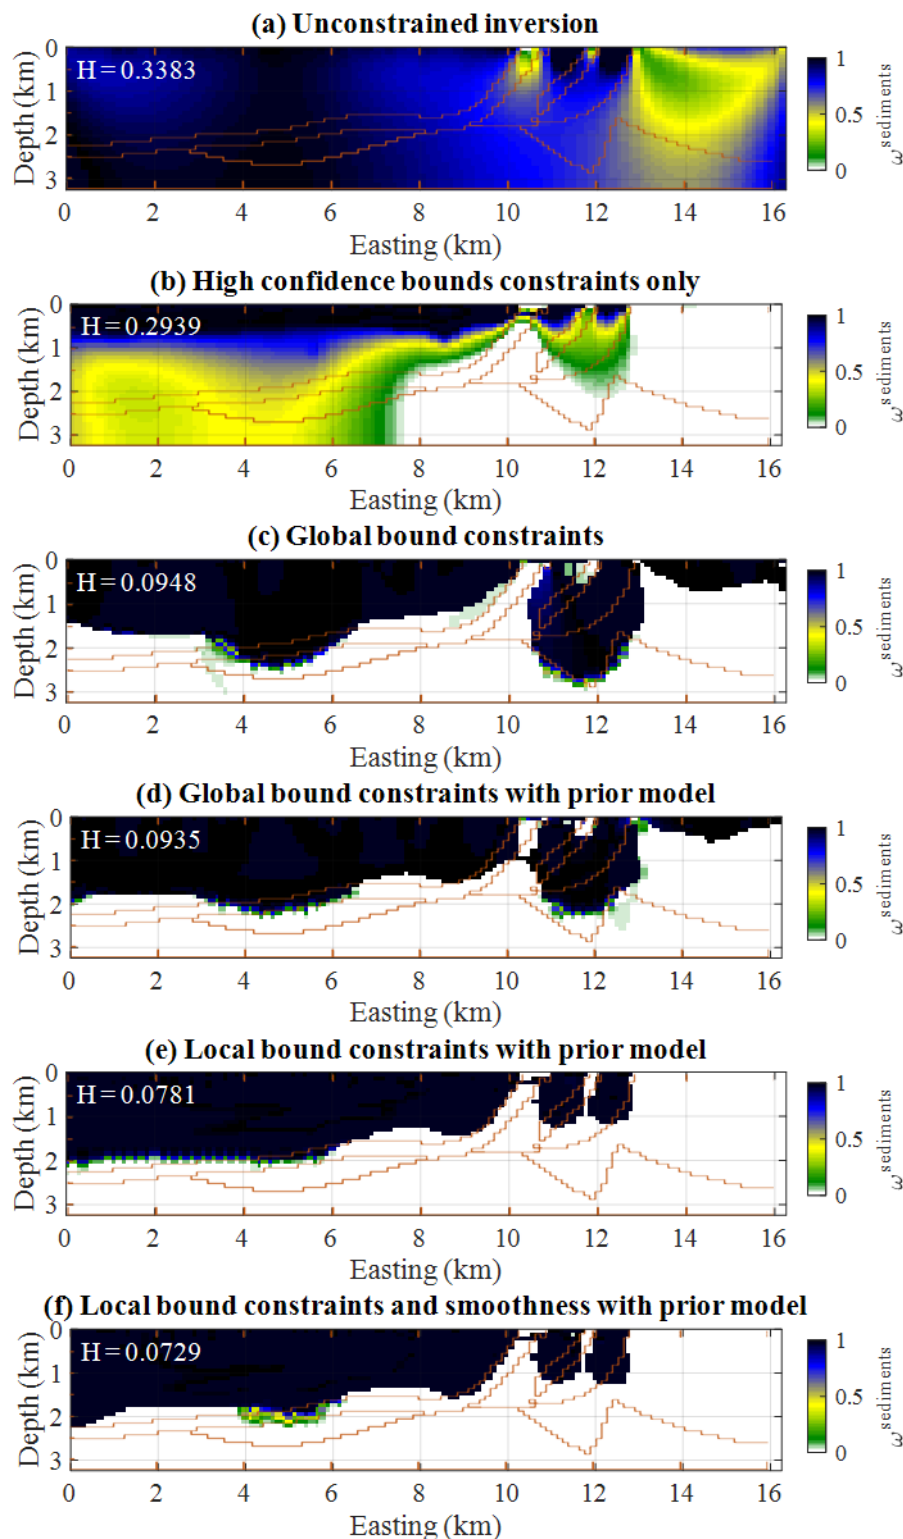 (a) Unconstrained inversion
H = 0.3383
Depth (km)
0
1
2
3
0 2 4 6 8 10 12 14 16
Easting (km)
1
0.5
0
ω sediments
(b) High confidence bounds constraints only
H = 0.2939
Depth (km)
0
1
2
3
0 2 4 6 8 10 12 14 16
Easting (km)
1
0.5
0
ω sediments
(c) Global bound constraints
H = 0.0948
Depth (km)
0
1
2
3
0 2 4 6 8 10 12 14 16
Easting (km)
1
0.5
0
ω sediments
(d) Global bound constraints with prior model
H = 0.0935
Depth (km)
0
1
2
3
0 2 4 6 8 10 12 14 16
Easting (km)
1
0.5
0
ω sediments
(e) Local bound constraints with prior model
H = 0.0781
Depth (km)
0
1
2
3
0 2 4 6 8 10 12 14 16
Easting (km)
1
0.5
0
ω sediments
(f) Local bound constraints and smoothness with prior model
H = 0.0729
Depth (km)
0
1
2
3
0 2 4 6 8 10 12 14 16
Easting (km)
1
0.5
0
ω sediments